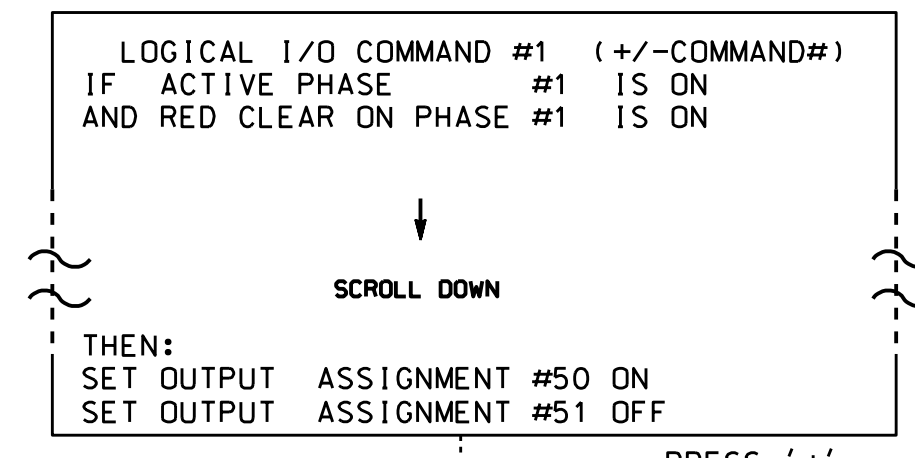 LOGICAL I/O COMMAND #1 (+/-COMMAND#)
IF ACTIVE PHASE #1 IS ON
AND RED CLEAR ON PHASE #1 IS ON
SCROLL DOWN
THEN:
SET OUTPUT ASSIGNMENT #50 ON
SET OUTPUT ASSIGNMENT #51 OFF
PRESS '+'